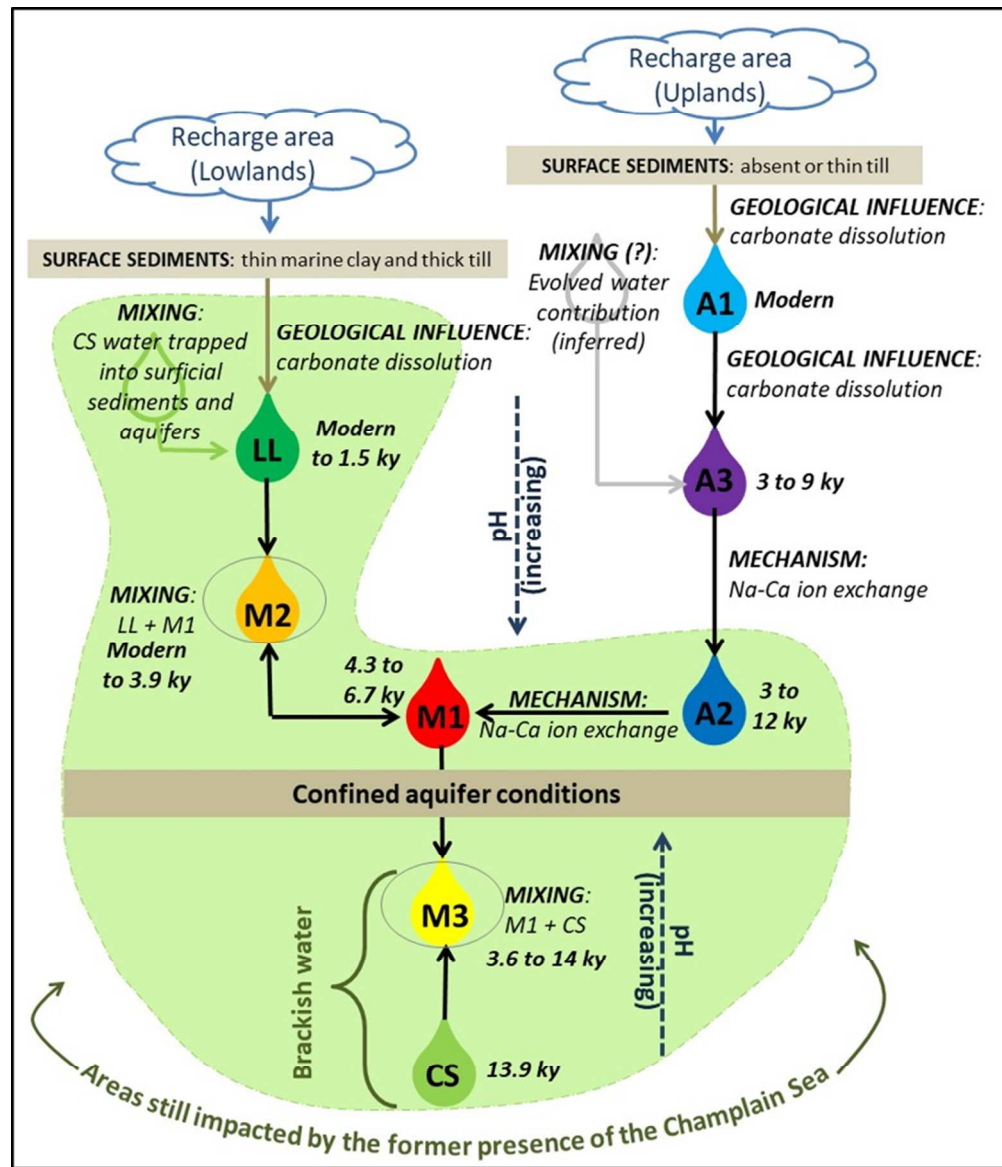 Recharge area
(Uplands)
Recharge area
(Lowlands)
SURFACE SEDIMENTS: absent or thin till
GEOLOGICAL INFLUENCE:
carbonate dissolution
SURFACE SEDIMENTS: thin marine clay and thick till
MIXING (?):
Evolved water
contribution
(inferred)
A1
Modern
MIXING:
CS water trapped
into surficial
sediments and
aquifers
GEOLOGICAL INFLUENCE:
carbonate dissolution
GEOLOGICAL INFLUENCE:
carbonate dissolution
LL
Modern
to 1.5 ky
pH
(increasing)
A3
3 to 9 ky
MECHANISM:
Na-Ca ion exchange
MIXING:
LL + M1
Modern
to 3.9 ky
M2
4.3 to
6.7 ky
M1
MECHANISM:
Na-Ca ion exchange
A2
3 to
12 ky
Confined aquifer conditions
Brackish water
M3
MIXING:
M1 + CS
3.6 to 14 ky
pH
(increasing)
CS
13.9 ky
Areas still impacted by the former presence of the Champlain Sea